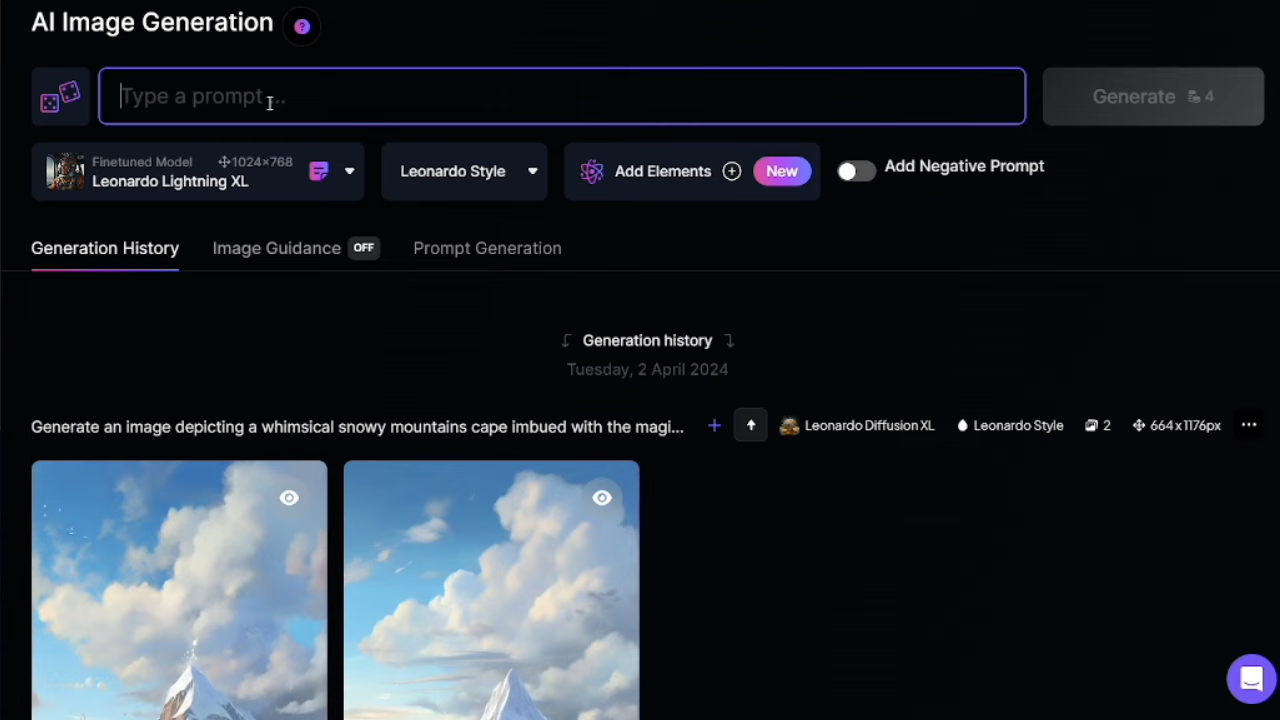 AI Image Generation ?
Type a prompt ...
Generate 4
Finetuned Model 1024×768
Leonardo Lightning XL
Leonardo Style
Add Elements
New
Add Negative Prompt
Generation History
Image Guidance OFF
Prompt Generation
Generation history
Tuesday, 2 April 2024
Generate an image depicting a whimsical snowy mountains cape imbued with the magi... Leonardo Diffusion XL Leonardo Style 2 664x1176px